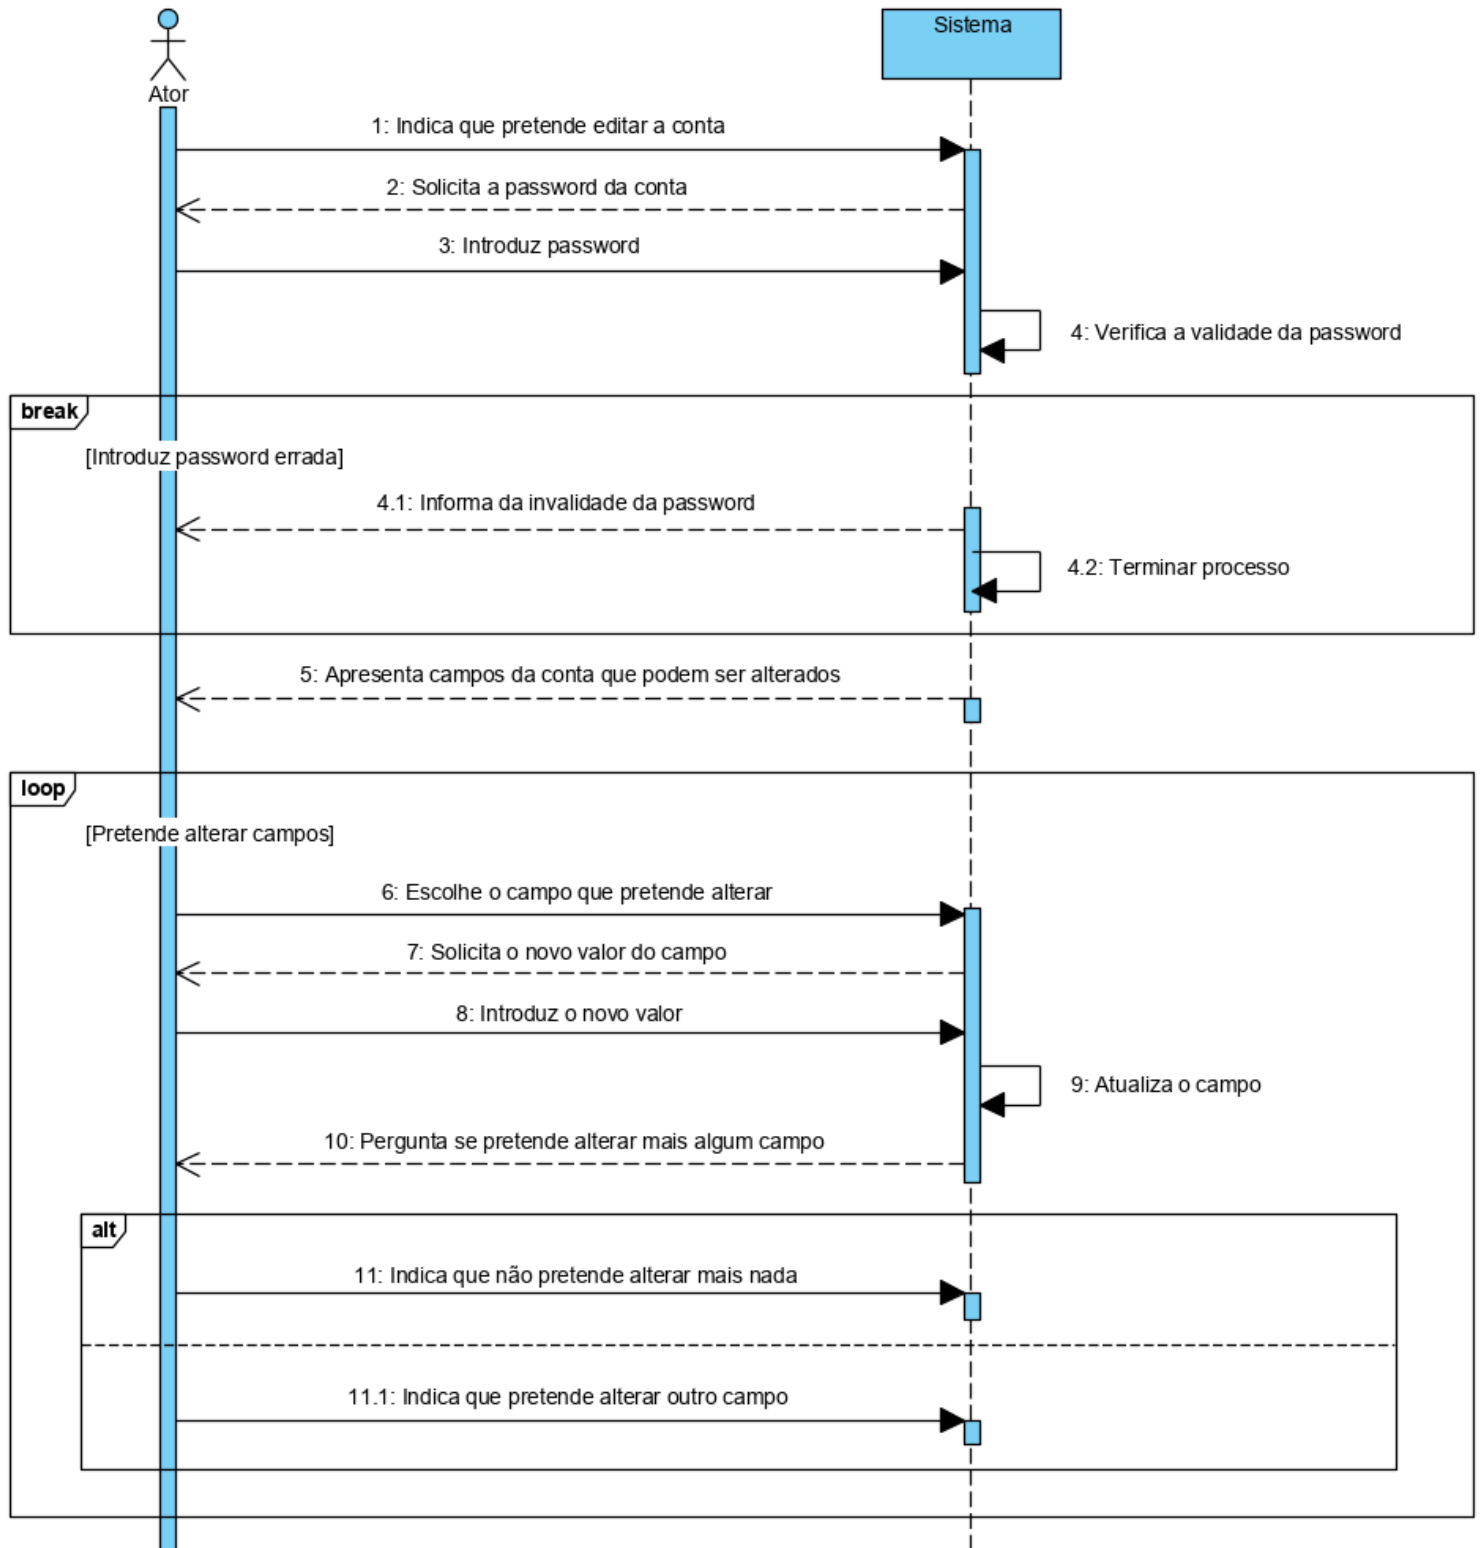 Sistema
Ator
1: Indica que pretende editar a conta
2: Solicita a password da conta
3: Introduz password
4: Verifica a validade da password
break
[Introduz password errada]
4.1: Informa da invalidade da password
4.2: Terminar processo
5: Apresenta campos da conta que podem ser alterados
loop
[Pretende alterar campos]
6: Escolhe o campo que pretende alterar
7: Solicita o novo valor do campo
8: Introduz o novo valor
9: Atualiza o campo
10: Pergunta se pretende alterar mais algum campo
alt
11: Indica que não pretende alterar mais nada
11.1: Indica que pretende alterar outro campo